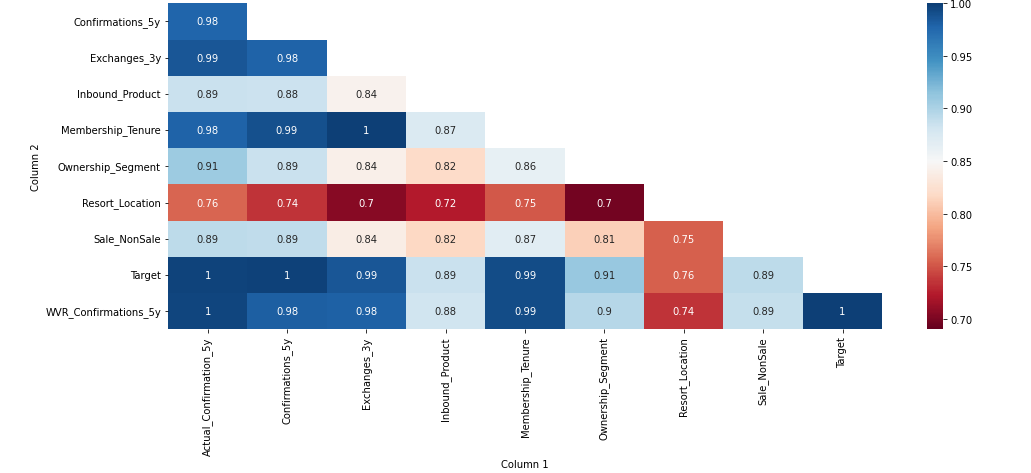 Confirmations_5y 0.98
Exchanges_3y 0.99 0.98
Inbound_Product 0.89 0.88 0.84
Membership_Tenure 0.98 0.99 1 0.87
Ownership_Segment 0.91 0.89 0.84 0.82 0.86
Resort_Location 0.76 0.74 0.7 0.72 0.75 0.7
Sale_NonSale 0.89 0.89 0.84 0.82 0.87 0.81 0.75
Target 1 1 0.99 0.89 0.99 0.91 0.76 0.89
WVR_Confirmations_5y 1 0.98 0.98 0.88 0.99 0.9 0.74 0.89 1
Column 2
Actual_Confirmation_5y
Confirmations_5y
Exchanges_3y
Inbound_Product
Membership_Tenure
Ownership_Segment
Resort_Location
Sale_NonSale
Target
Column 1
1.00
0.95
0.90
0.85
0.80
0.75
0.70